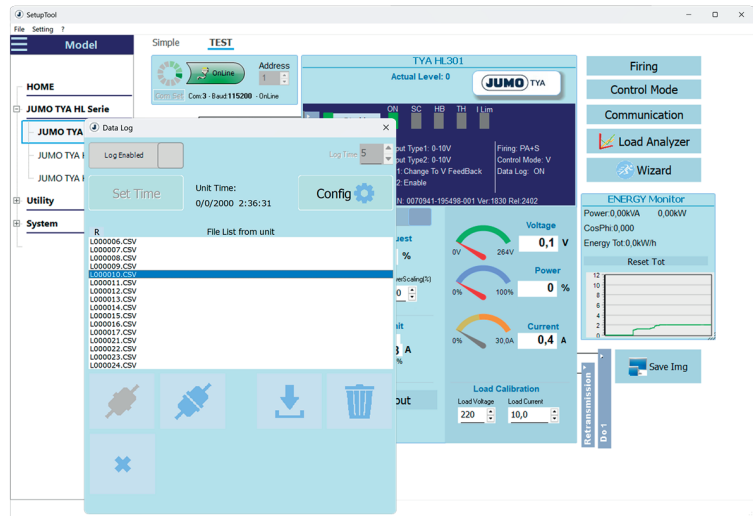 SetupTool
File Setting ?
Model
Simple TEST
HOME
JUMO TYA HL Serie
JUMO TYA
JUMO TYA H
JUMO TYA H
Utility
System
OnLine
Address
1
Com Set Com:3 - Baud:115200 - OnLine
TYA HL301
Actual Level: 0
JUMO TYA
ON SC HB TH I Lim
put Type1: 0-10V
put Type2: 0-10V
1: Change To V FeedBack
2: Enable
Firing: PA+S
Control Mode: V
Data Log: ON
N: 0070941-195498-001 Ver:1830 Rel:2402
uest
%
werScaling(%)
0
nit
A
%
out
Voltage
0V 264V 0,1 V
Power
0% 100% 0 %
Current
0% 30,0A 0,4 A
Load Calibration
Load Voltage Load Current
220 10,0
Retransmission
Do 1
Firing
Control Mode
Communication
Load Analyzer
Wizard
ENERGY Monitor
Power:0,00kVA 0,00kW
CosPhi:0,000
Energy Tot:0,0kW/h
Reset Tot
12
10
8
6
4
2
0
Save Img
Data Log
Log Enabled
Log Time 5
Set Time
Unit Time:
0/0/2000 2:36:31
Config
R File List from unit
L000006.CSV
L000007.CSV
L000008.CSV
L000009.CSV
L000010.CSV
L000011.CSV
L000012.CSV
L000013.CSV
L000014.CSV
L000015.CSV
L000016.CSV
L000017.CSV
L000021.CSV
L000022.CSV
L000023.CSV
L000024.CSV